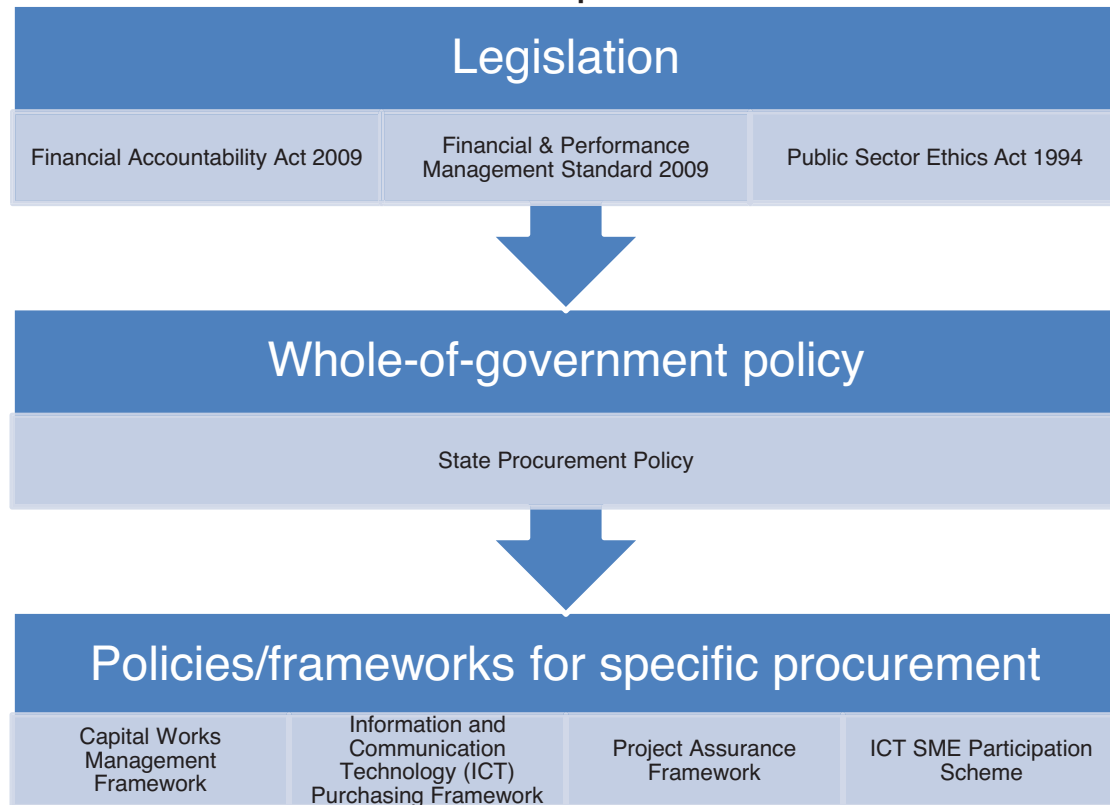 Legislation
Financial Accountability Act 2009
Financial & Performance
Management Standard 2009
Public Sector Ethics Act 1994
Whole-of-government policy
State Procurement Policy
Policies/frameworks for specific procurement
Capital Works
Management
Framework
Information and
Communication
Technology (ICT)
Purchasing Framework
Project Assurance
Framework
ICT SME Participation
Scheme